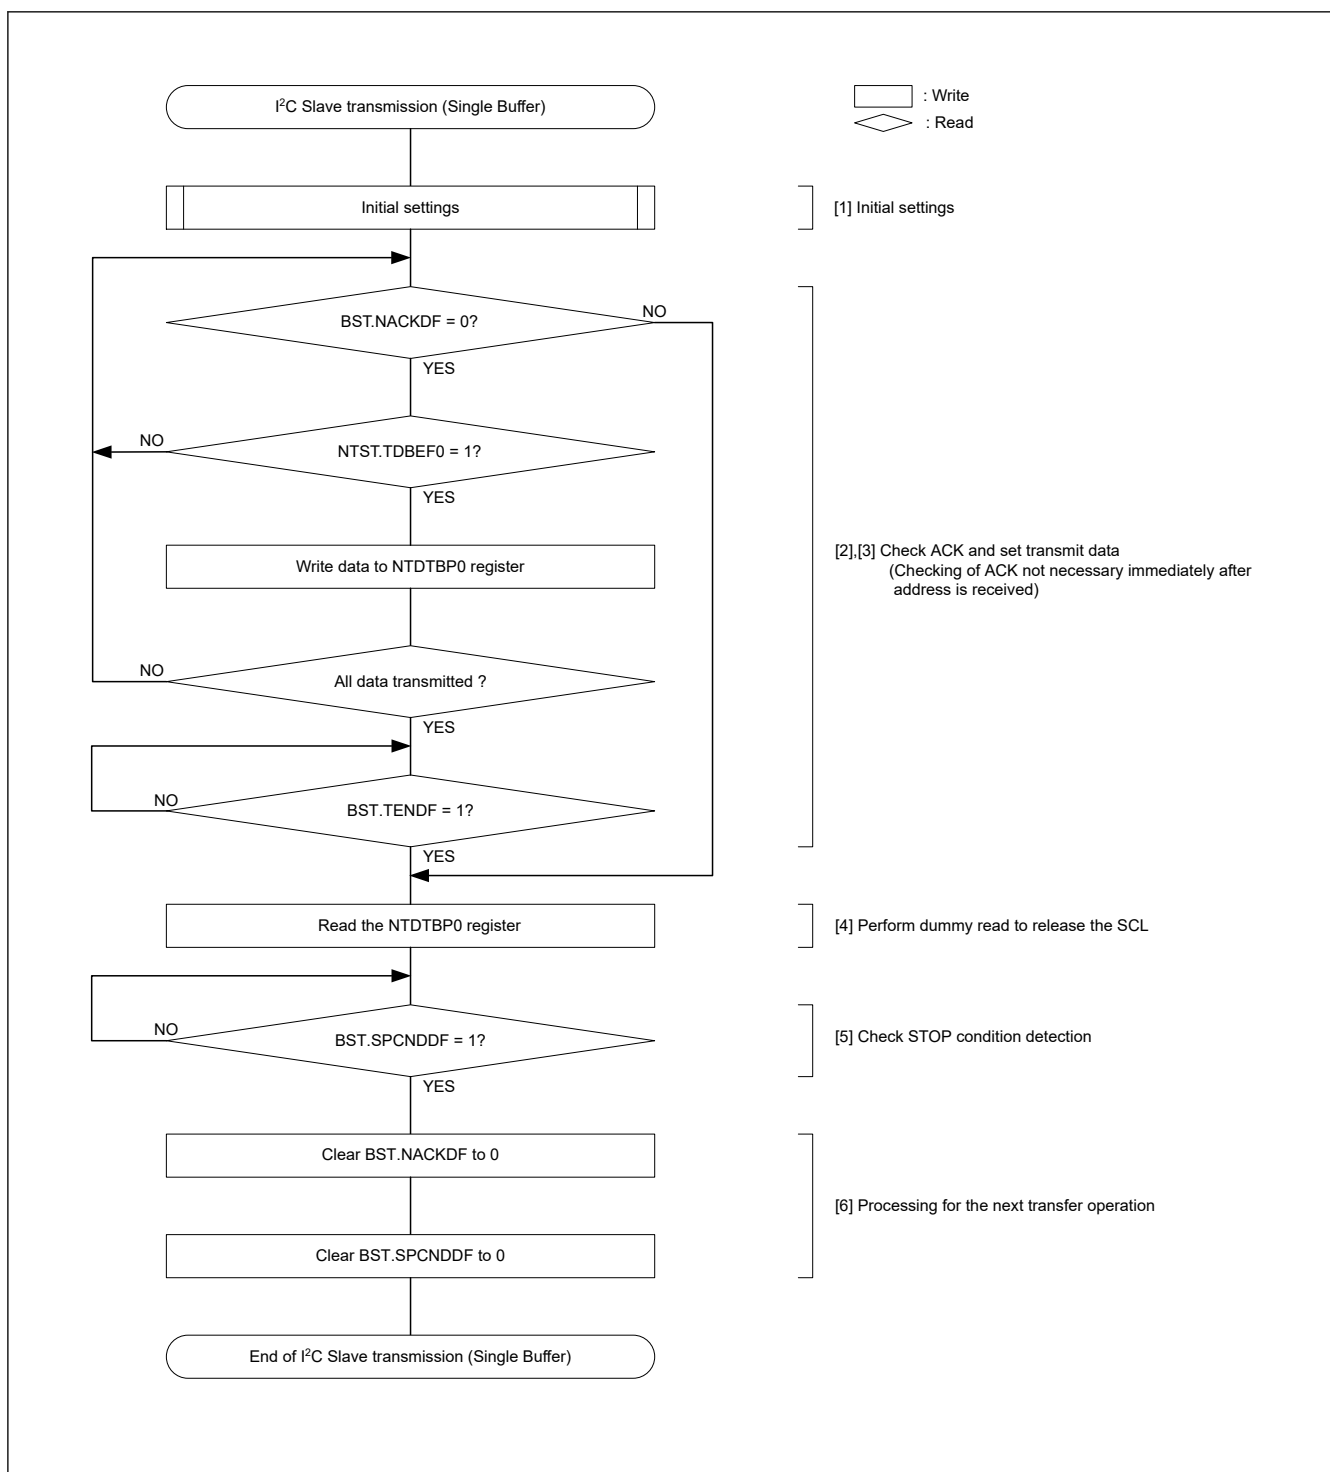 I²C Slave transmission (Single Buffer)
: Write
: Read
Initial settings
[1] Initial settings
BST.NACKDF = 0?
NO
YES
NTST.TDBEF0 = 1?
NO
YES
Write data to NTDTBP0 register
[2],[3] Check ACK and set transmit data
(Checking of ACK not necessary immediately after
address is received)
All data transmitted ?
NO
YES
BST.TENDF = 1?
NO
YES
Read the NTDTBP0 register
[4] Perform dummy read to release the SCL
BST.SPCNDDF = 1?
NO
[5] Check STOP condition detection
YES
Clear BST.NACKDF to 0
[6] Processing for the next transfer operation
Clear BST.SPCNDDF to 0
End of I²C Slave transmission (Single Buffer)